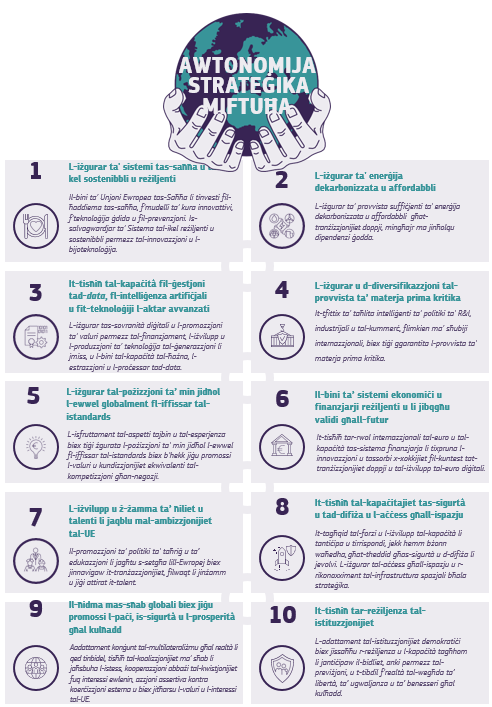 AWTONOMIJA
STRATEĠIKA
MIFTUĦA
1
L-iżgurar ta' sistemi tas-saħħa u
kel sostenibbli u reżiljenti
Il-bini ta' Unjoni Ewropea tas-Saħħa li tinvesti fil-
ħaddiema tas-saħħa, f'mudelli ta' kura innovattivi,
f'teknoloġija ġdida u fil-prevenzjoni. Is-
salvagwardjar ta' Sistema tal-ikel reżiljenti u
sostenibbli permezz tal-innovazzjoni u l-
bijoteknoloġija.
2
L-iżgurar ta' enerġija
dekarbonizzata u affordabbli
L-iżgurar ta' provvista suffiċjenti ta' enerġija
dekarbonizzata u affordabbli għat-
tranżizzjonijiet doppji, mingħajr ma jinħolqu
dipendenzi ġodda.
3
It-tisħiħ tal-kapaċità fil-ġestjoni
tad-data, fl-intelliġenza artifiċjali
u fit-teknoloġiji l-aktar avvanzati
L-iżgurar tas-sovranità diġitali u l-promozzjoni
ta' valuri permezz tal-finanzjament, l-iżvilupp u
l-produzzjoni ta' teknoloġija tal-ġenerazzjoni li
jmiss, u l-bini tal-kapaċità tal-ħażna, l-
estrazzjoni u l-proċessar tad-data.
4
L-iżgurar u d-diversifikazzjoni tal-
provvista ta' materja prima kritika
It-tfittix ta' taħlita intelliġenti ta' politiki ta' R&I,
industrijali u tal-kummerċ, flimkien ma' sħubiji
internazzjonali, biex tiġi ggarantita l-provvista ta'
materja prima kritika.
5
L-iżgurar tal-pożizzjoni ta' min jidħol
l-ewwel globalment fl-iffissar tal-
istandards
L-isfruttament tal-aspetti tajbin u tal-esperjenza
biex tiġi żgurata l-pożizzjoni ta' min jidħol l-ewwel
fl-iffissar tal-istandards biex b'hekk jiġu promossi
l-valuri u kundizzjonijiet ekwivalenti tal-
kompetizzjoni għan-negozji.
6
Il-bini ta' sistemi ekonomiċi u
finanzjarji reżiljenti u li jibqgħu
validi għall-futur
It-tisħiħ tar-rwol internazzjonali tal-euro u tal-
kapaċità tas-sistema finanzjarja li tixpruna l-
innovazzjoni u tassorbi x-xokkijiet fil-kuntest tat-
tranżizzjonijiet doppji u tal-iżvilupp tal-euro diġitali.
7
L-iżvilupp u ż-żamma ta' ħiliet u
talenti li jaqblu mal-ambizzjonijiet
tal-UE
Il-promozzjoni ta' politiki ta' taħriġ u ta'
edukazzjoni li jagħtu s-setgħa lill-Ewropej biex
jinnavigaw it-tranżizzjonijiet, filwaqt li jinżamm
u jiġi attirat it-talent.
8
It-tisħiħ tal-kapaċitajiet tas-sigurtà
u tad-difiża u l-aċċess għall-ispazju
It-tagħqid tal-forzi u l-iżvilupp tal-kapaċità li
tantiċipa u tirrispondi, jekk hemm bżonn
waħedha, għat-theddid għas-sigurtà u d-difiża li
jevolvi. L-iżgurar tal-aċċess għall-ispazju u r-
rikonoxximent tal-infrastruttura spazjali bħala
strateġika.
9
Il-ħidma mas-sħab globali biex jiġu
promossi l-paċi, is-sigurtà u l-prosperità
għal kulħadd
Aadattament konġunt tal-multilateraliżmu għal realtà li
qed tinbidel, tisħiħ tal-koalizzjonijiet ma' sħab li
jaħsbuha l-istess, kooperazzjoni abbażi tal-kwistjonijiet
fuq interessi ewlenin, azzjoni assertiva kontra
koerċizzjoni esterna u biex jitħarsu l-valuri u l-interessi
tal-UE.
10
It-tisħiħ tar-reżiljenza tal-
istituzzjonijiet
L-adattament tal-istituzzjonijiet demokratiċi
biex jissaħħu r-reżiljenza u l-kapaċità tagħhom
li jantiċipaw il-bidliet, anki permezz tal-
previżjoni, u t-tibdil f'realtà tal-wegħda ta'
libertà, ta' ugwaljanza u ta' benesseri għal
kulħadd.